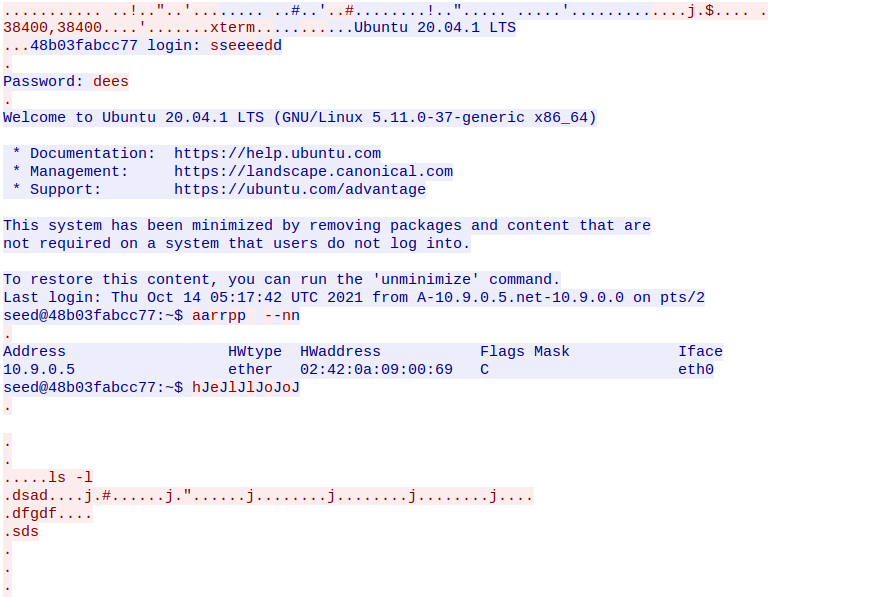 ........... ..!.."..'........ ..#..'..#........!.."..... .....'.............j.$.... .
38400,38400....'.......xterm...........Ubuntu 20.04.1 LTS
...48b03fabcc77 login: sseeeedd
.
Password: dees
.
Welcome to Ubuntu 20.04.1 LTS (GNU/Linux 5.11.0-37-generic x86_64)
* Documentation:  https://help.ubuntu.com
* Management:     https://landscape.canonical.com
* Support:        https://ubuntu.com/advantage
This system has been minimized by removing packages and content that are
not required on a system that users do not log into.
To restore this content, you can run the 'unminimize' command.
Last login: Thu Oct 14 05:17:42 UTC 2021 from A-10.9.0.5.net-10.9.0.0 on pts/2
seed@48b03fabcc77:~$ aarrpp  --nn
.
Address                  HWtype  HWaddress           Flags Mask            Iface
10.9.0.5                 ether   02:42:0a:09:00:69   C                     eth0
seed@48b03fabcc77:~$ hJeJlJlJoJoJ
.
.
.
.....ls -l
.dsad....j.#......j."......j........j........j........j....
.dfgdf....
.sds
.
.
.